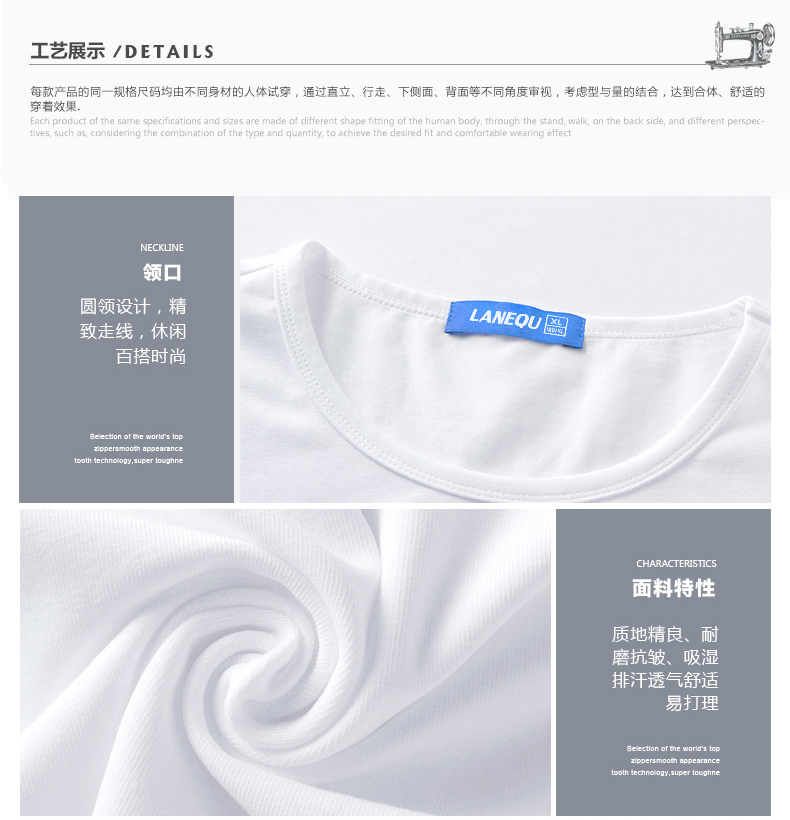 工艺展示 /DETAILS
每款产品的同一规格尺码均由不同身材的人体试穿，通过直立、行走、下侧面、背面等不同角度审视，考虑型与量的结合，达到合体、舒适的
穿着效果.
Each product of the same specifications and sizes are made of different shape fitting of the human body, through the stand, walk, on the back side, and different perspec-
tives, such as, considering the combination of the type and quantity, to achieve the desired fit and comfortable wearing effect
NECKLINE
领口
圆领设计，精
致走线，休闲
百搭时尚
Selection of the world's top
zippersmooth appearance
tooth technology,super toughne
LANEQU
XL
CHARACTERISTICS
面料特性
质地精良、耐
磨抗皱、吸湿
排汗透气舒适
易打理
Selection of the world's top
zippersmooth appearance
tooth technology,super toughne